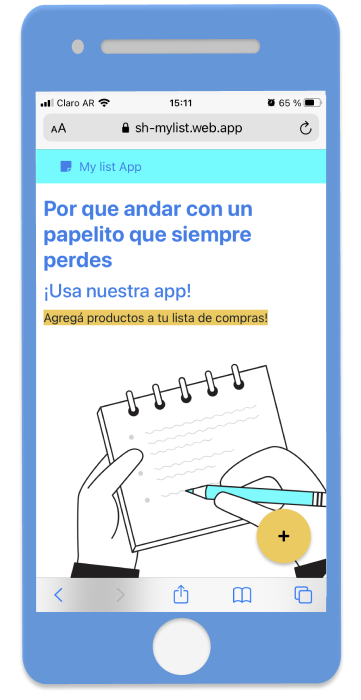 Claro AR
15:11
65 %
AA
sh-mylist.web.app
My list App
Por que andar con un
papelito que siempre
perdes
¡Usa nuestra app!
Agregá productos a tu lista de compras!
+